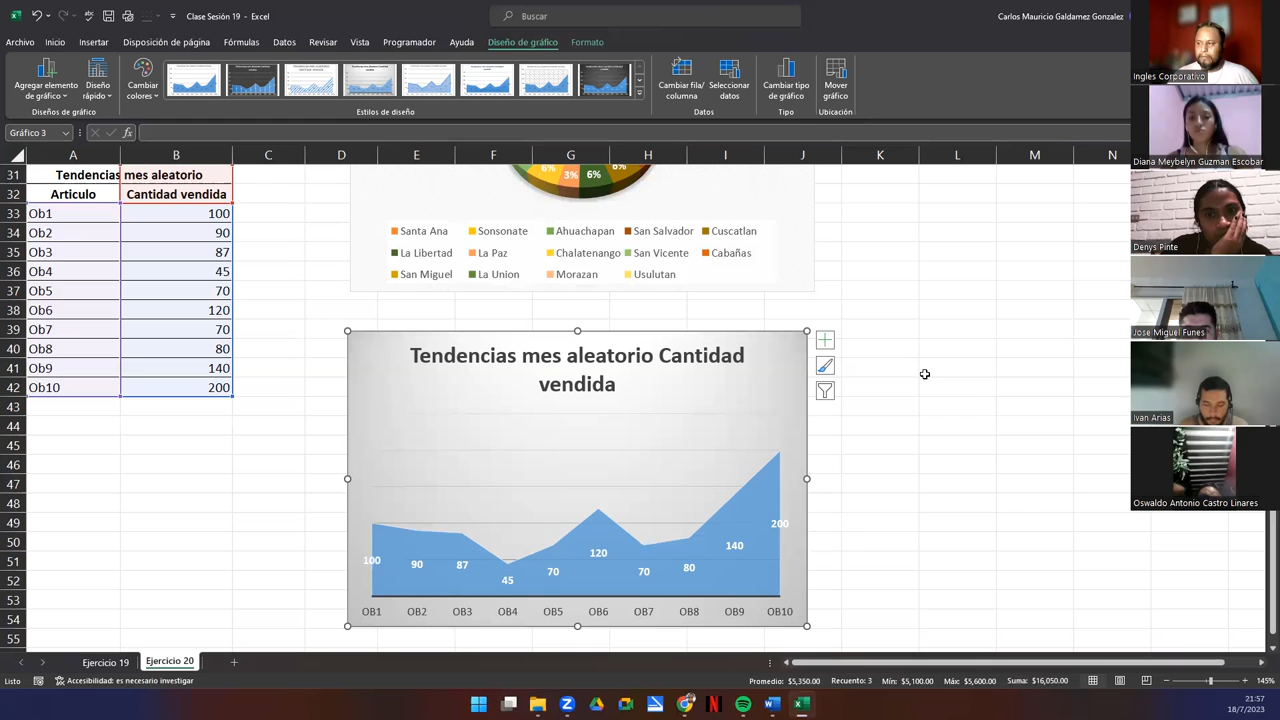 Clase Sesión 19 - Excel
Buscar
Carlos Mauricio Galdamez Gonzalez
Archivo Inicio Insertar Disposición de página Fórmulas Datos Revisar Vista Programador Ayuda Diseño de gráfico Formato
Agregar elemento de gráfico
Diseño rápido
Cambiar colores
Cambiar fila/columna
Seleccionar datos
Cambiar tipo de gráfico
Mover gráfico
Diseños de gráfico
Estilos de diseño
Datos
Tipo
Ubicación
Gráfico 3
fx
A B C D E F G H I J K L M N
31 Tendencias mes aleatorio
32 Articulo Cantidad vendida
33 Ob1 100
34 Ob2 90
35 Ob3 87
36 Ob4 45
37 Ob5 70
38 Ob6 120
39 Ob7 70
40 Ob8 80
41 Ob9 140
42 Ob10 200
43
44
45
46
47
48
49
50
51
52
53
54
55
6% 3% 6% 6%
Santa Ana Sonsonate Ahuachapan San Salvador Cuscatlan
La Libertad La Paz Chalatenango San Vicente Cabañas
San Miguel La Union Morazan Usulutan
Tendencias mes aleatorio Cantidad
vendida
100 90 87 45 70 120 70 80 140 200
OB1 OB2 OB3 OB4 OB5 OB6 OB7 OB8 OB9 OB10
Ingles Corporativo
Diana Meybelyn Guzman Escobar
Denys Pinte
Jose Miguel Funes
Ivan Arias
Oswaldo Antonio Castro Linares
Ejercicio 19 Ejercicio 20
Listo
Accesibilidad: es necesario investigar
Promedio: $5,350.00 Recuento: 3 Mín: $5,100.00 Máx: $5,600.00 Suma: $16,050.00
145%
21:57
18/7/2023